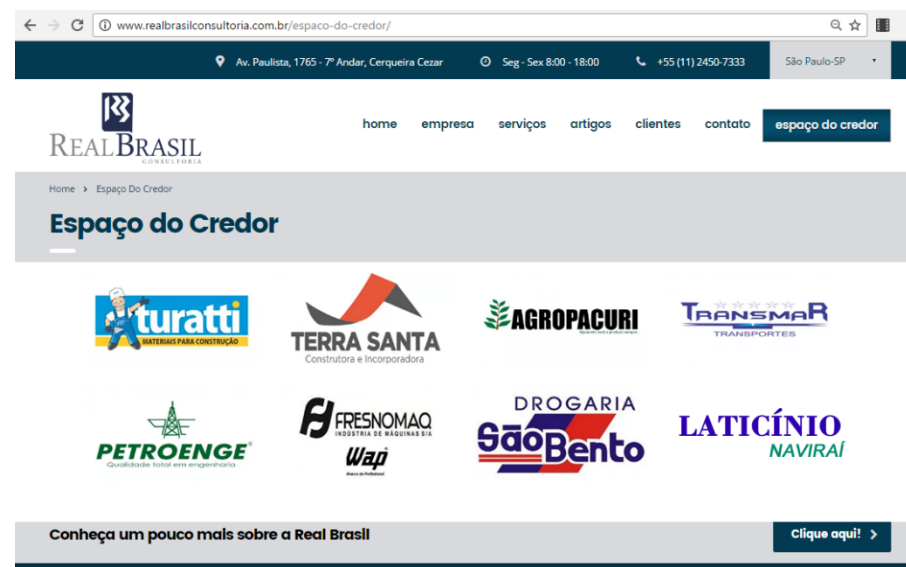 www.realbrasilconsultoria.com.br/espaco-do-credor/
Av. Paulista, 1765 - 7º Andar, Cerqueira Cezar
Seg - Sex 8:00 - 18:00
+55 (11) 2450-7333
São Paulo-SP
REALBRASIL
CONSULTORIA
home empresa serviços artigos clientes contato espaço do credor
Home > Espaço Do Credor
Espaço do Credor
turatti
MATERIAIS PARA CONSTRUÇÃO
TERRA SANTA
Construtora e Incorporadora
AGROPACURI
TRANSMAR
TRANSPORTES
PETROENGE
Qualidade total em engenharia
FRESNOMAQ
INDÚSTRIA DE MÁQUINAS S/A
Wap
Marca do Profissional
DROGARIA
São Bento
LATICÍNIO
NAVIRAÍ
Conheça um pouco mais sobre a Real Brasil
Clique aqui! >